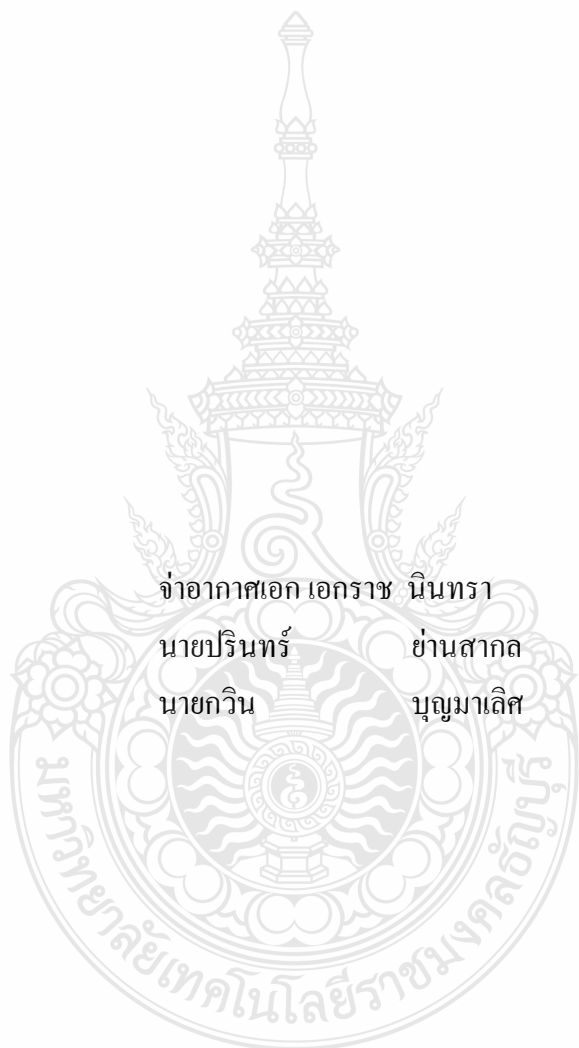 จ่าอากาศเอก เอกราช นินทรา
นายปรินทร์ ย่านสากล
นายกวิน บุญมาเลิศ
มหาวิทยาลัยเทคโนโลยีราชมงคลธัญบุรี